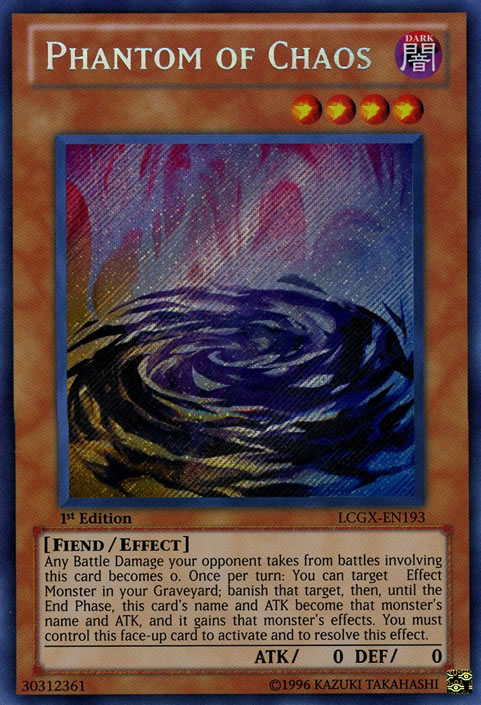 PHANTOM OF CHAOS
DARK
闇
1st Edition
LCGX-EN193
[FIEND/EFFECT]
Any Battle Damage your opponent takes from battles involving
this card becomes 0. Once per turn: You can target Effect
Monster in your Graveyard; banish that target, then, until the
End Phase, this card's name and ATK become that monster's
name and ATK, and it gains that monster's effects. You must
control this face-up card to activate and to resolve this effect.
ATK/ 0 DEF/ 0
30312361
©1996 KAZUKI TAKAHASHI